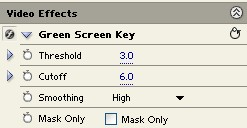 Video Effects
Green Screen Key
Threshold 3.0
Cutoff 6.0
Smoothing High
Mask Only Mask Only